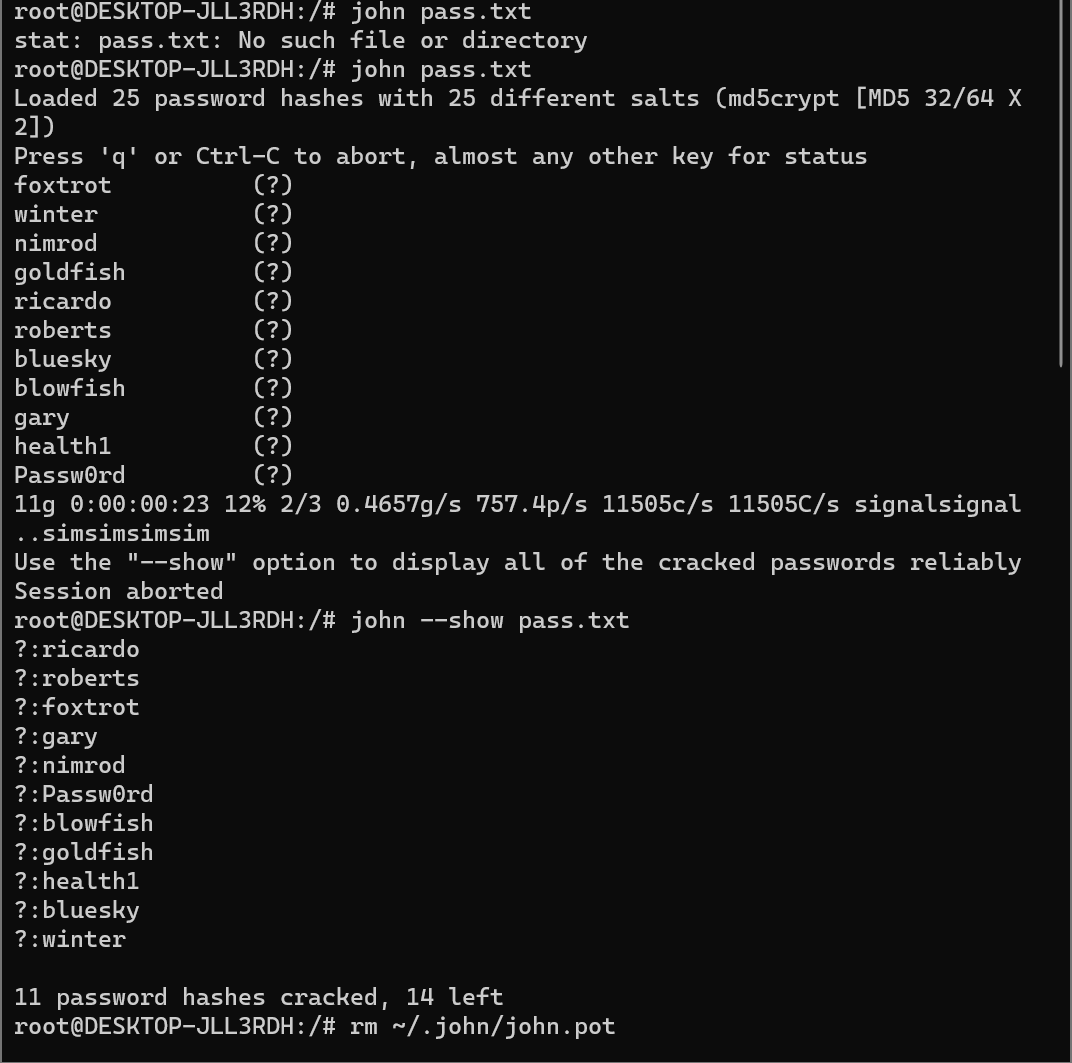 root@DESKTOP-JLL3RDH:/# john pass.txt
stat: pass.txt: No such file or directory
root@DESKTOP-JLL3RDH:/# john pass.txt
Loaded 25 password hashes with 25 different salts (md5crypt [MD5 32/64 X
2])
Press 'q' or Ctrl-C to abort, almost any other key for status
foxtrot          (?)
winter           (?)
nimrod           (?)
goldfish         (?)
ricardo          (?)
roberts          (?)
bluesky          (?)
blowfish         (?)
gary             (?)
health1          (?)
Passw0rd         (?)
11g 0:00:00:23 12% 2/3 0.4657g/s 757.4p/s 11505c/s 11505C/s signalsignal
..simsimsimsim
Use the "--show" option to display all of the cracked passwords reliably
Session aborted
root@DESKTOP-JLL3RDH:/# john --show pass.txt
?:ricardo
?:roberts
?:foxtrot
?:gary
?:nimrod
?:Passw0rd
?:blowfish
?:goldfish
?:health1
?:bluesky
?:winter

11 password hashes cracked, 14 left
root@DESKTOP-JLL3RDH:/# rm ~/.john/john.pot